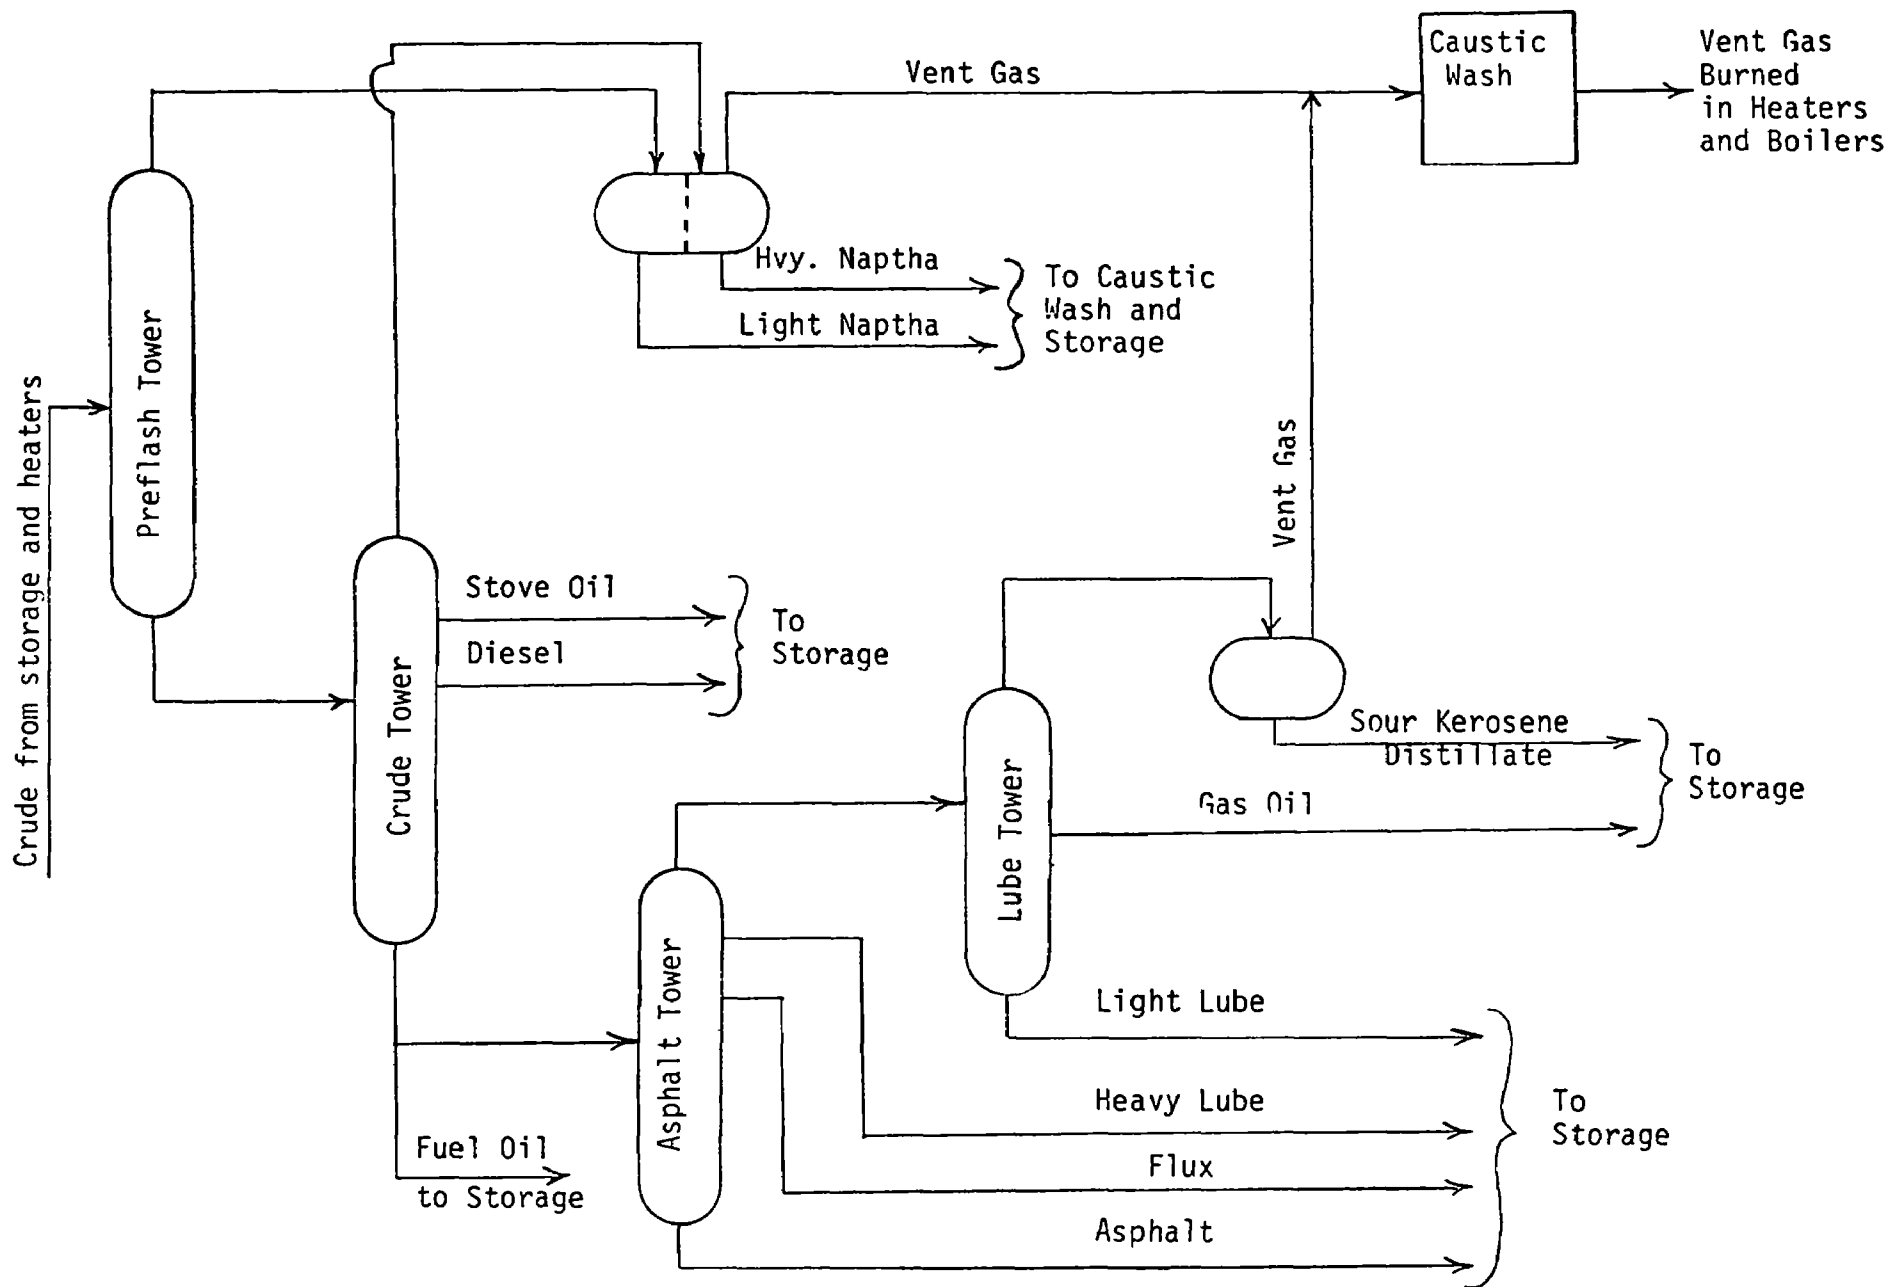 Caustic
Wash
Vent Gas
Burned
in Heaters
and Boilers
Vent Gas
Hvy. Naptha
Light Naptha
To Caustic
Wash and
Storage
Preflash Tower
Crude from storage and heaters
Vent Gas
Stove Oil
Diesel
To
Storage
Crude Tower
Sour Kerosene
Distillate
Gas Oil
To
Storage
Lube Tower
Asphalt Tower
Light Lube
Heavy Lube
Flux
Asphalt
To
Storage
Fuel Oil
to Storage